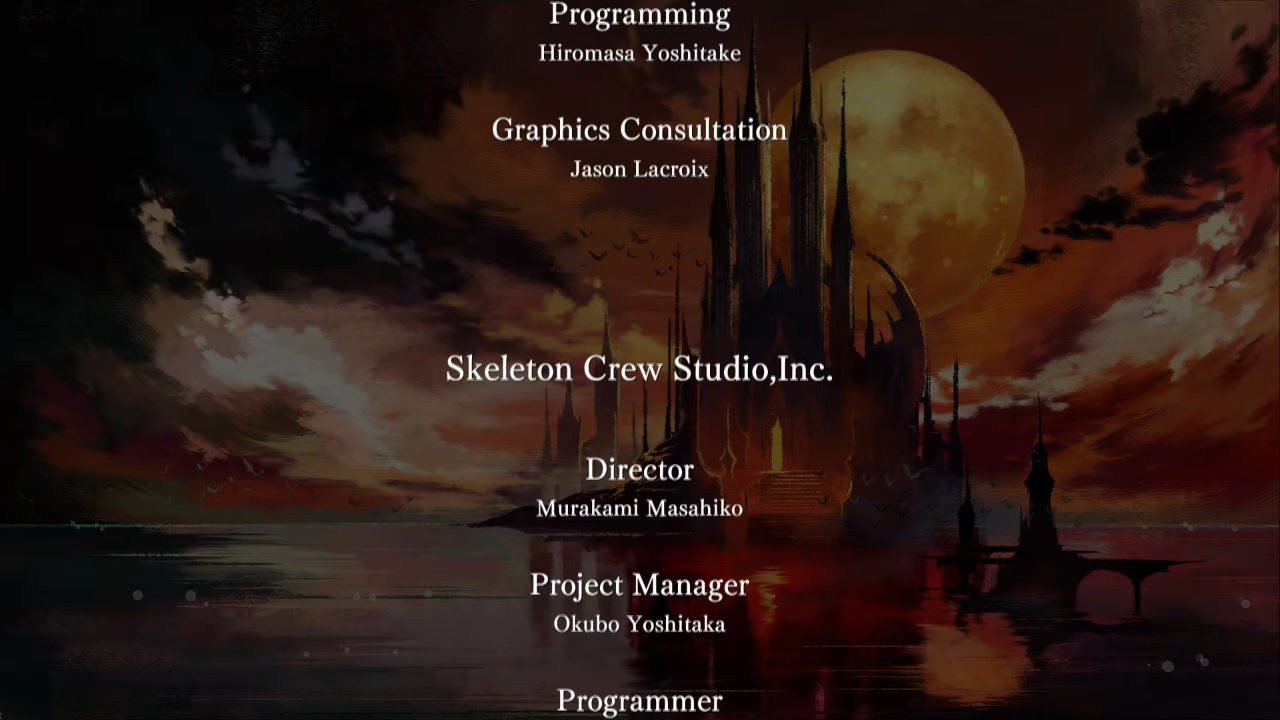 Programming
Hiromasa Yoshitake
Graphics Consultation
Jason Lacroix
Skeleton Crew Studio,Inc.
Director
Murakami Masahiko
Project Manager
Okubo Yoshitaka
Programmer